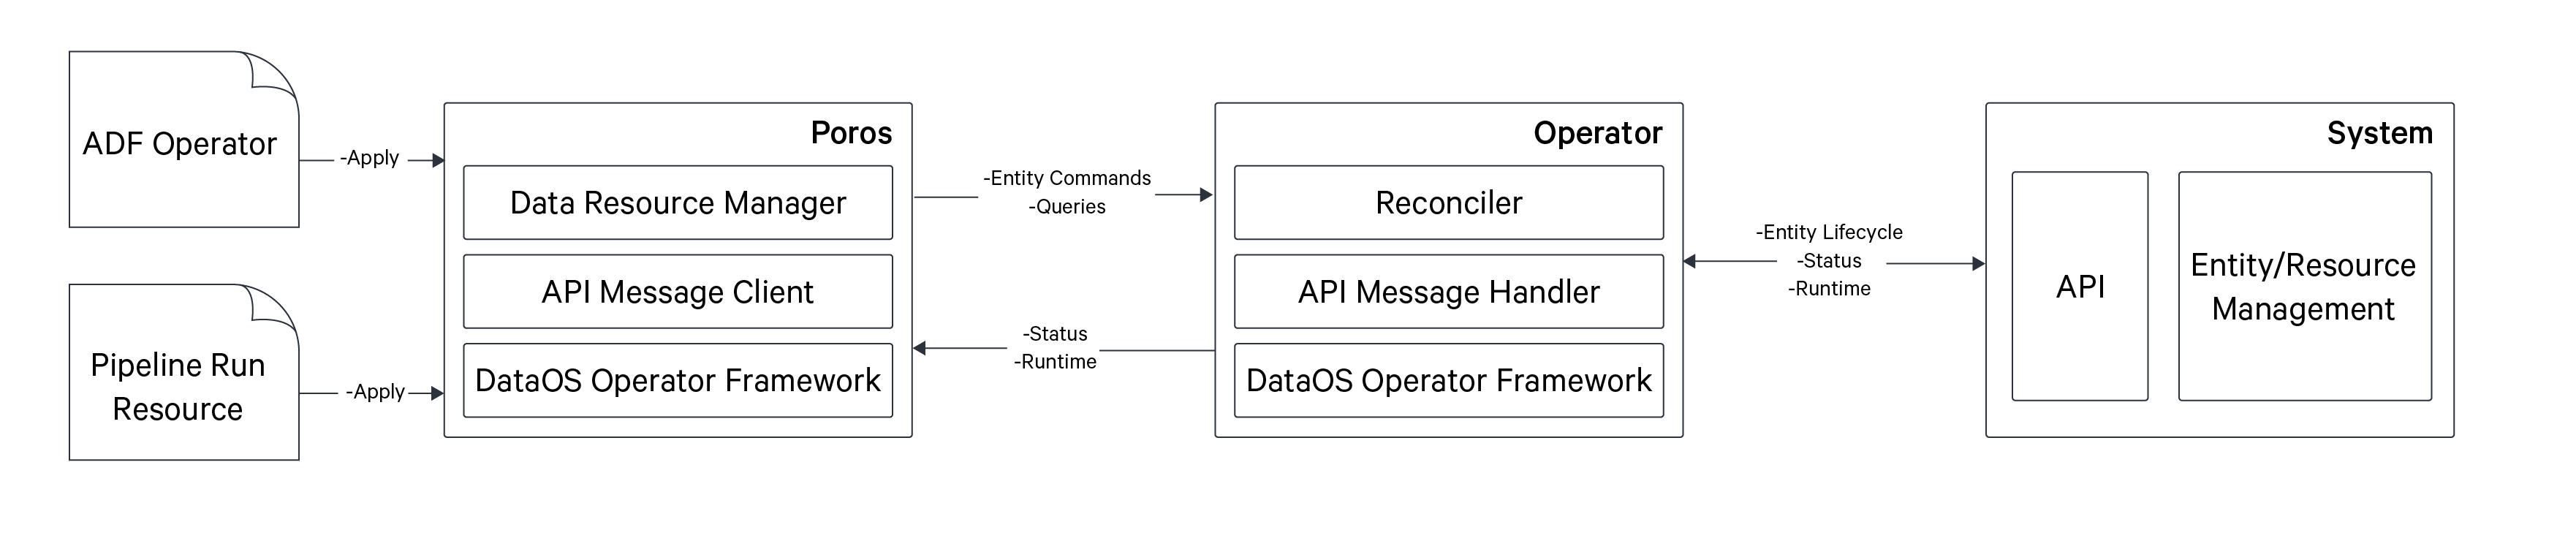 ADF Operator
-Apply
Pipeline Run
Resource
-Apply
Poros
Data Resource Manager
API Message Client
DataOS Operator Framework
-Entity Commands
-Queries
-Status
-Runtime
Operator
Reconciler
API Message Handler
DataOS Operator Framework
-Entity Lifecycle
-Status
-Runtime
System
API
Entity/Resource
Management